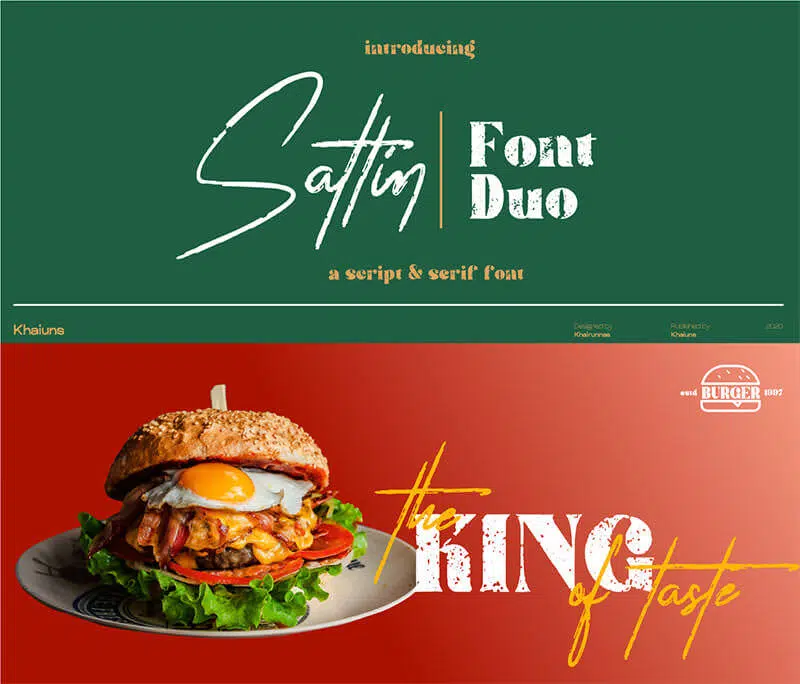 introducing
Sattin
Font
Duo
a script & serif font
Khaiuns
Designed by
Khairunnas
Published by
Khaiuns
2020
estd BURGER 1997
the
KING
of taste